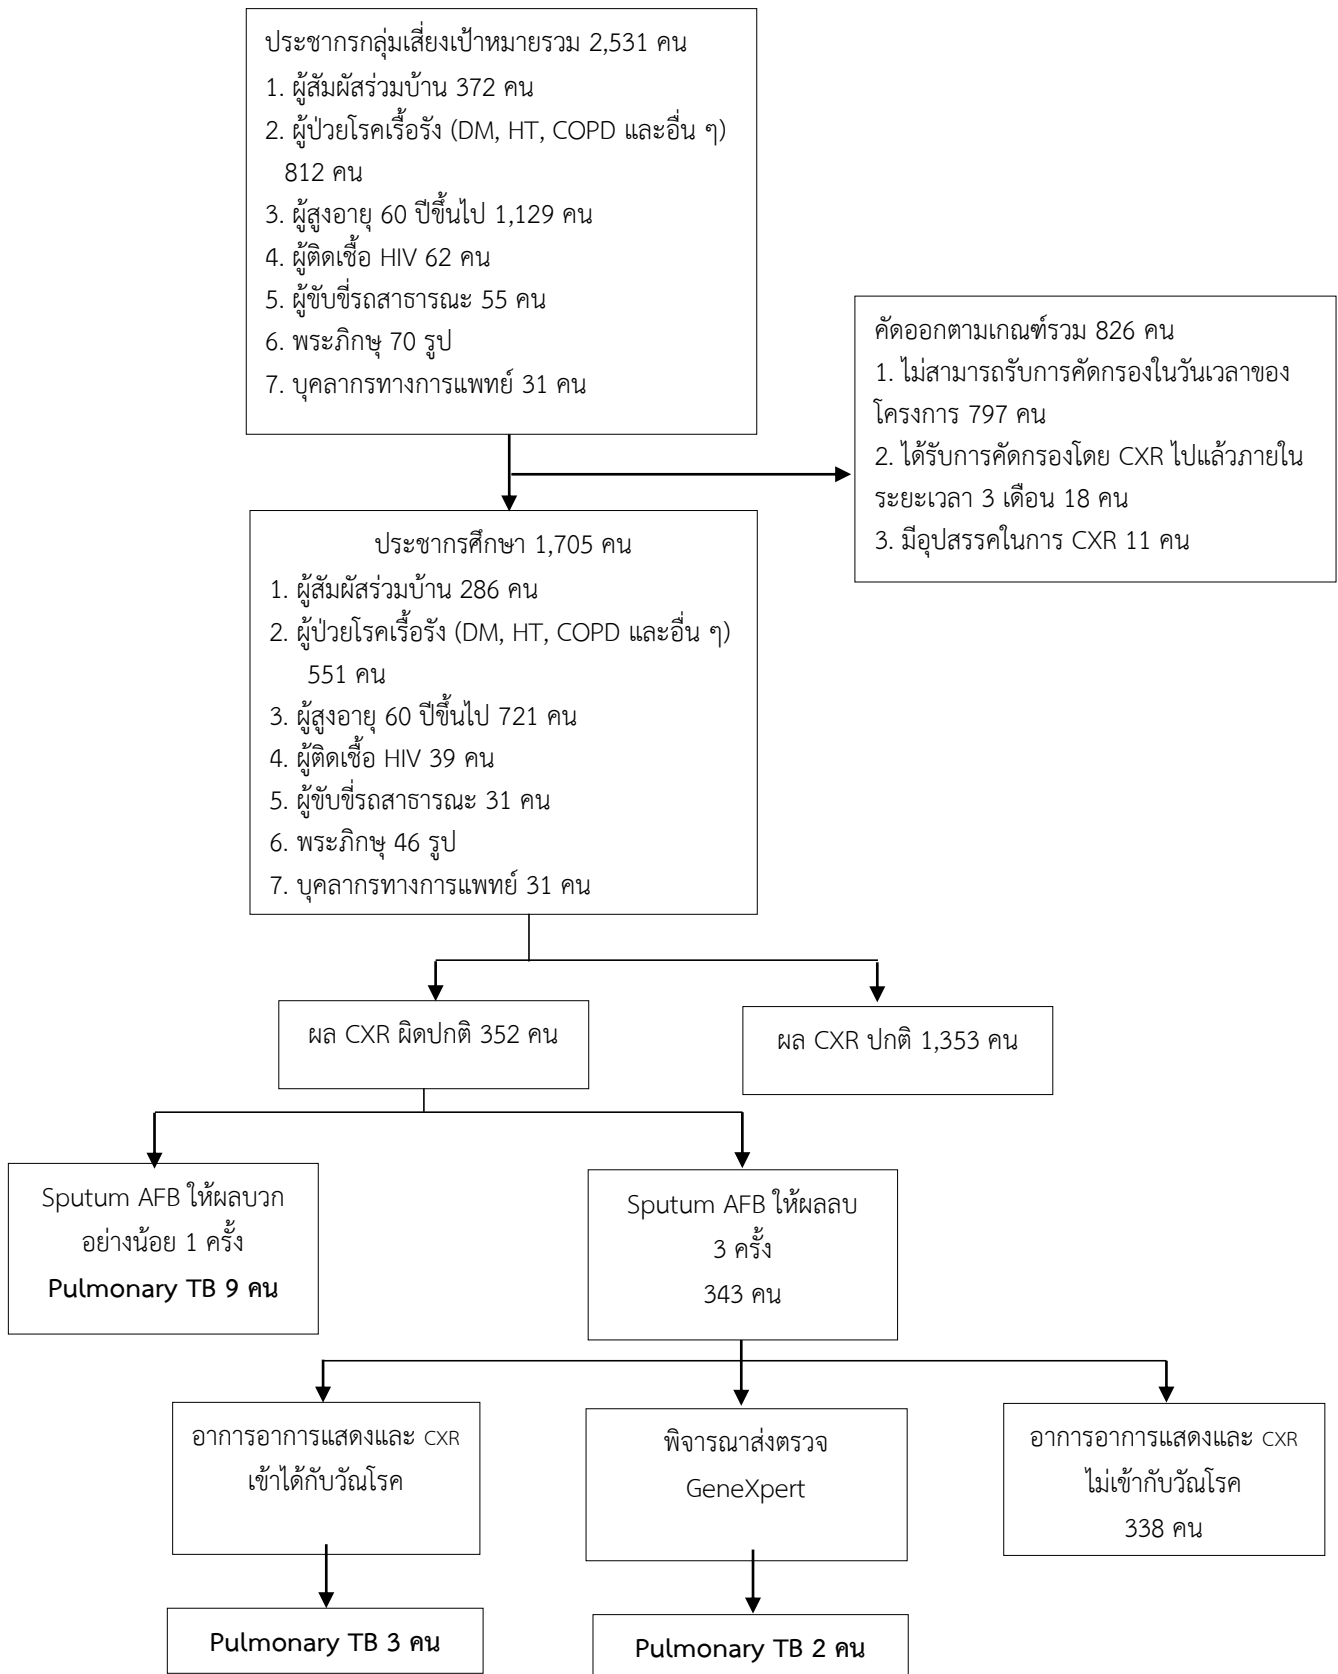 ประชากรกลุ่มเสี่ยงเป้าหมายรวม 2,531 คน
1. ผู้สัมผัสร่วมบ้าน 372 คน
2. ผู้ป่วยโรคเรื้อรัง (DM, HT, COPD และอื่น ๆ)
812 คน
3. ผู้สูงอายุ 60 ปีขึ้นไป 1,129 คน
4. ผู้ติดเชื้อ HIV 62 คน
5. ผู้ขับขี่รถสาธารณะ 55 คน
6. พระภิกษุ 70 รูป
7. บุคลากรทางการแพทย์ 31 คน
คัดออกตามเกณฑ์รวม 826 คน
1. ไม่สามารถรับการคัดกรองในวันเวลาของ
โครงการ 797 คน
2. ได้รับการคัดกรองโดย CXR ไปแล้วภายใน
ระยะเวลา 3 เดือน 18 คน
3. มีอุปสรรคในการ CXR 11 คน
ประชากรศึกษา 1,705 คน
1. ผู้สัมผัสร่วมบ้าน 286 คน
2. ผู้ป่วยโรคเรื้อรัง (DM, HT, COPD และอื่น ๆ)
551 คน
3. ผู้สูงอายุ 60 ปีขึ้นไป 721 คน
4. ผู้ติดเชื้อ HIV 39 คน
5. ผู้ขับขี่รถสาธารณะ 31 คน
6. พระภิกษุ 46 รูป
7. บุคลากรทางการแพทย์ 31 คน
ผล CXR ผิดปกติ 352 คน
ผล CXR ปกติ 1,353 คน
Sputum AFB ให้ผลบวก
อย่างน้อย 1 ครั้ง
Pulmonary TB 9 คน
Sputum AFB ให้ผลลบ
3 ครั้ง
343 คน
อาการอาการแสดงและ CXR
เข้าได้กับวัณโรค
พิจารณาส่งตรวจ
GeneXpert
อาการอาการแสดงและ CXR
ไม่เข้ากับวัณโรค
338 คน
Pulmonary TB 3 คน
Pulmonary TB 2 คน